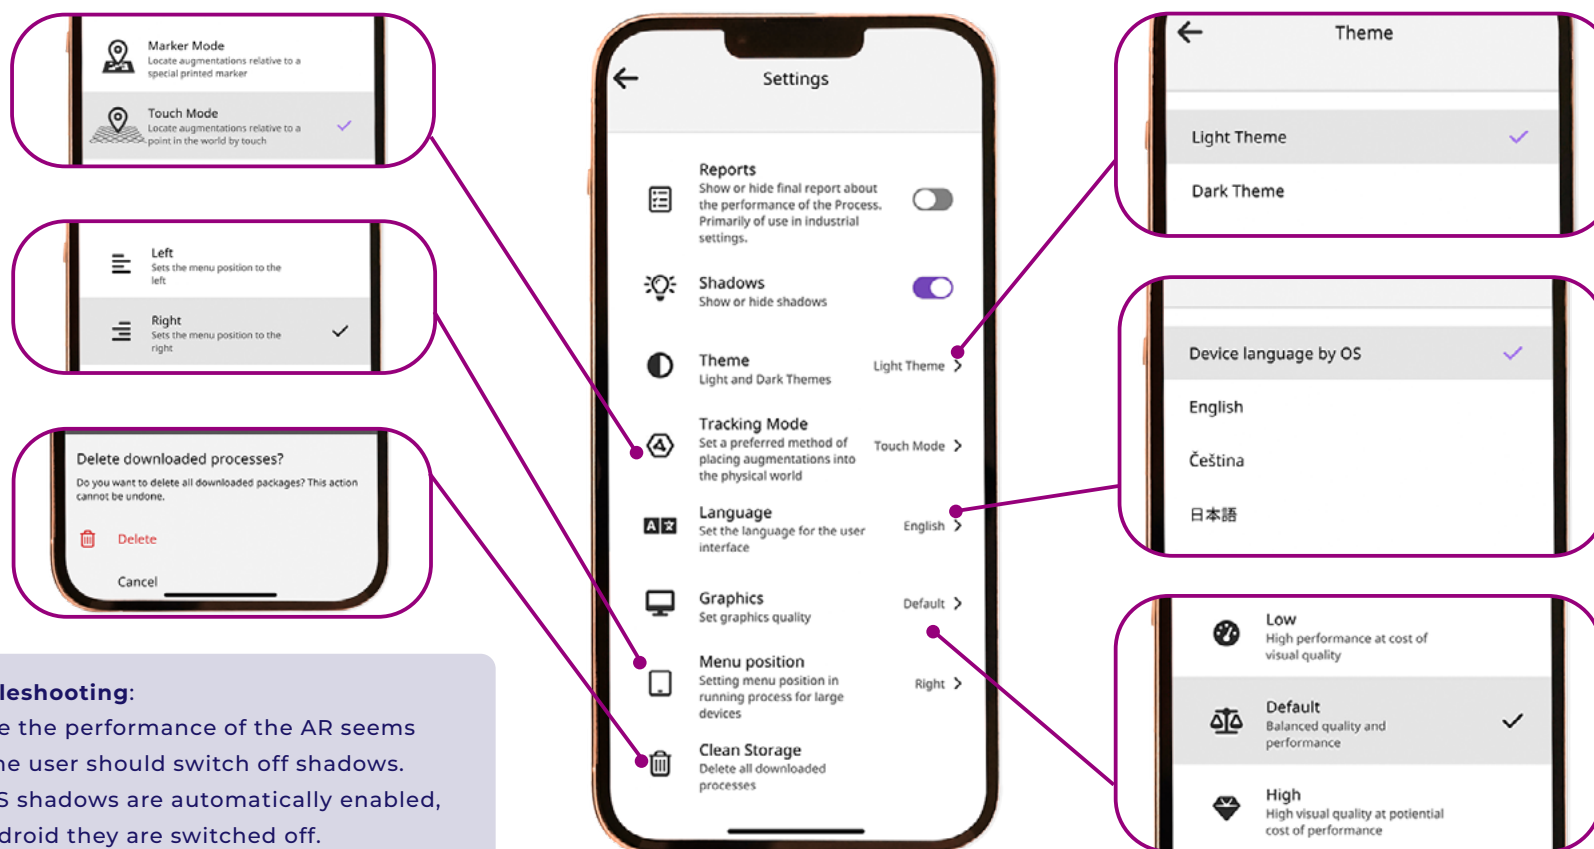 Marker Mode
Locate augmentations relative to a
special printed marker
Touch Mode
Locate augmentations relative to a
point in the world by touch
Left
Sets the menu position to the
left
Right
Sets the menu position to the
right
Delete downloaded processes?
Do you want to delete all downloaded packages? This action
cannot be undone.
Delete
Cancel
leshooting:
e the performance of the AR seems
he user should switch off shadows.
S shadows are automatically enabled,
droid they are switched off.
Settings
Reports
Show or hide final report about
the performance of the Process.
Primarily of use in industrial
settings.
Shadows
Show or hide shadows
Theme
Light and Dark Themes
Light Theme
Tracking Mode
Set a preferred method of
placing augmentations into
the physical world
Touch Mode
Language
Set the language for the user
interface
English
Graphics
Set graphics quality
Default
Menu position
Setting menu position in
running process for large
devices
Right
Clean Storage
Delete all downloaded
processes
Theme
Light Theme
Dark Theme
Device language by OS
English
Čeština
日本語
Low
High performance at cost of
visual quality
Default
Balanced quality and
performance
High
High visual quality at potiential
cost of performance